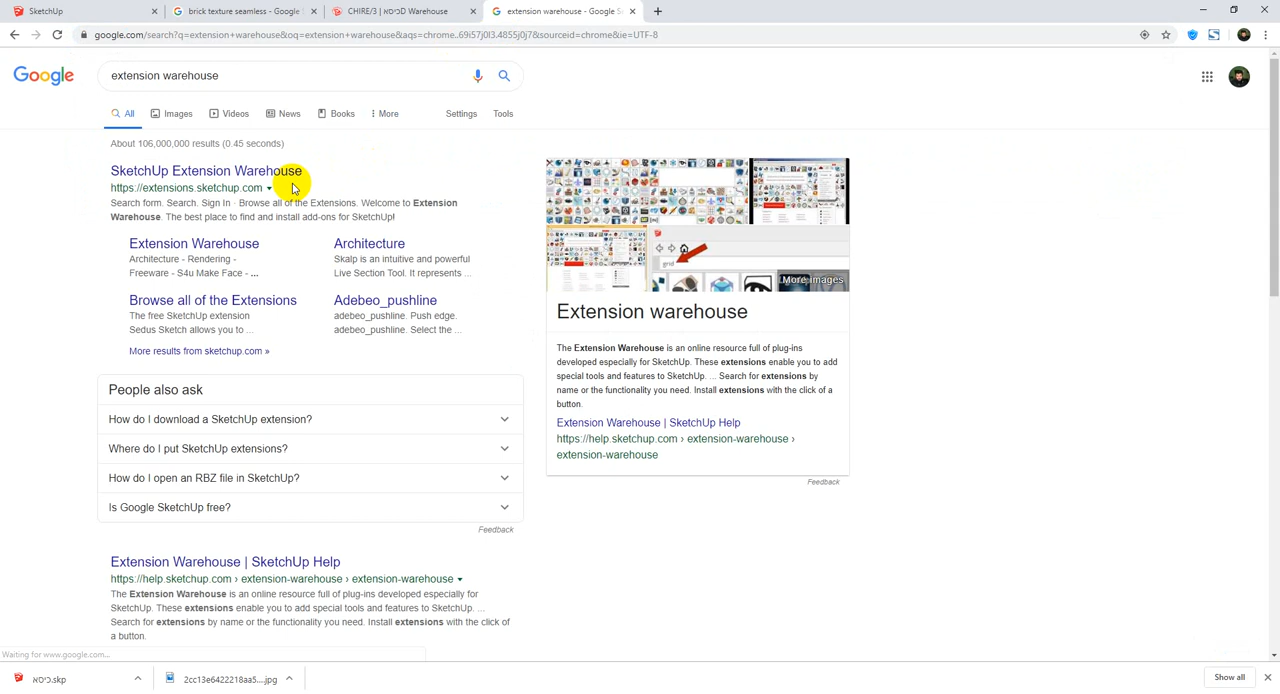 SketchUp
brick texture seamless - Google S
CHIRE/3 | כיסאD Warehouse
extension warehouse - Google Se
google.com/search?q=extension+warehouse&oq=extension+warehouse&aqs=chrome..69i57j0l3.4855j0j7&sourceid=chrome&ie=UTF-8
Google
extension warehouse
All Images Videos News Books More Settings Tools
About 106,000,000 results (0.45 seconds)
SketchUp Extension Warehouse
https://extensions.sketchup.com
Search form. Search. Sign In · Browse all of the Extensions. Welcome to Extension
Warehouse. The best place to find and install add-ons for SketchUp!
Extension Warehouse
Architecture - Rendering -
Freeware - S4u Make Face - ...
Architecture
Skalp is an intuitive and powerful
Live Section Tool. It represents ...
Browse all of the Extensions
The free SketchUp extension
Sedus Sketch allows you to ...
Adebeo_pushline
adebeo_pushline. Push edge.
adebeo_pushline. Select the ...
More results from sketchup.com »
People also ask
How do I download a SketchUp extension?
Where do I put SketchUp extensions?
How do I open an RBZ file in SketchUp?
Is Google SketchUp free?
Feedback
Extension Warehouse | SketchUp Help
https://help.sketchup.com › extension-warehouse › extension-warehouse
The Extension Warehouse is an online resource full of plug-ins developed especially for
SketchUp. These extensions enable you to add special tools and features to SketchUp. ...
Search for extensions by name or the functionality you need. Install extensions with the click of
a button.
grid
More images
Extension warehouse
The Extension Warehouse is an online resource full of plug-ins
developed especially for SketchUp. These extensions enable you to add
special tools and features to SketchUp. ... Search for extensions by
name or the functionality you need. Install extensions with the click of a
button.
Extension Warehouse | SketchUp Help
https://help.sketchup.com › extension-warehouse ›
extension-warehouse
Feedback
Waiting for www.google.com...
כיסא.skp
2cc13e6422218aa5....jpg
Show all